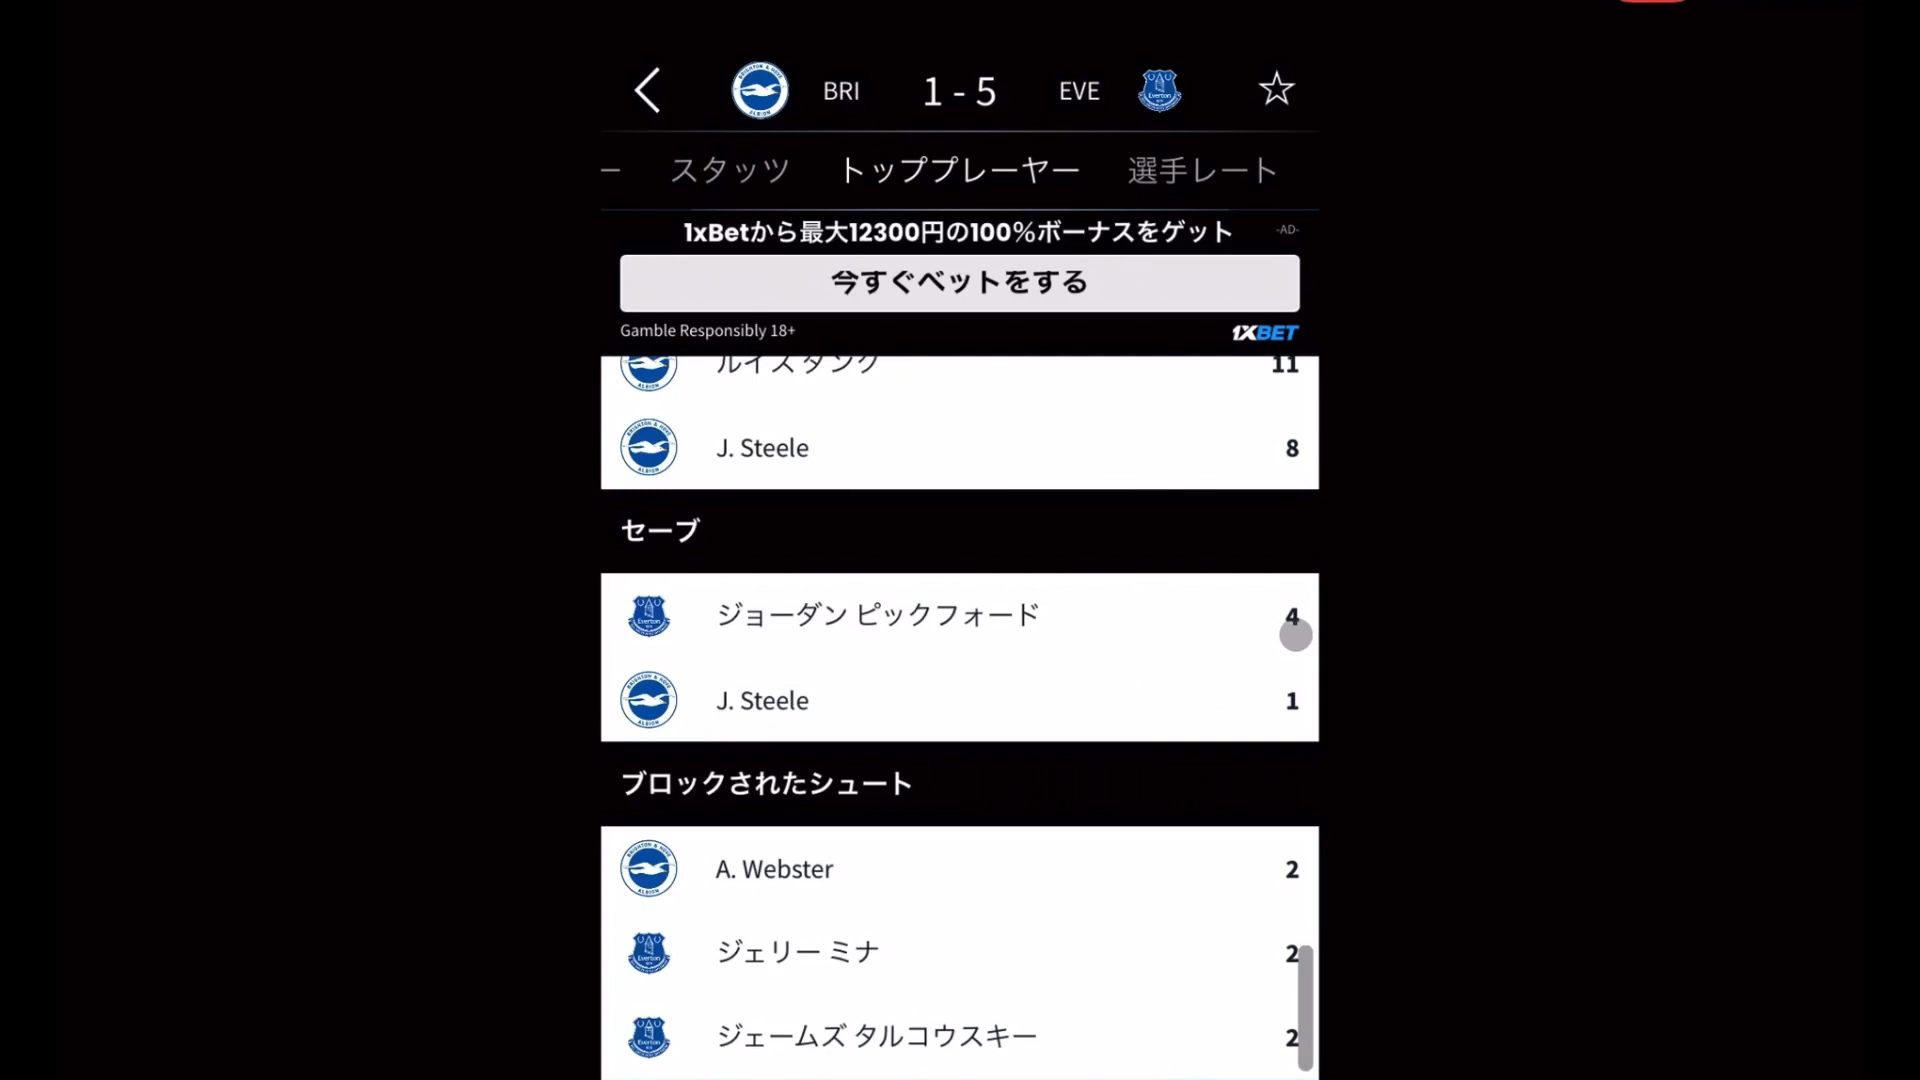 BRI 1 - 5 EVE
スタッツ トッププレーヤー 選手レート
1xBetから最大12300円の100%ボーナスをゲット -AD-
今すぐベットをする
Gamble Responsibly 18+ 1XBET
ルイス ダンク 11
J. Steele 8
セーブ
ジョーダン ピックフォード 4
J. Steele 1
ブロックされたシュート
A. Webster 2
ジェリー ミナ 2
ジェームズ タルコウスキー 2